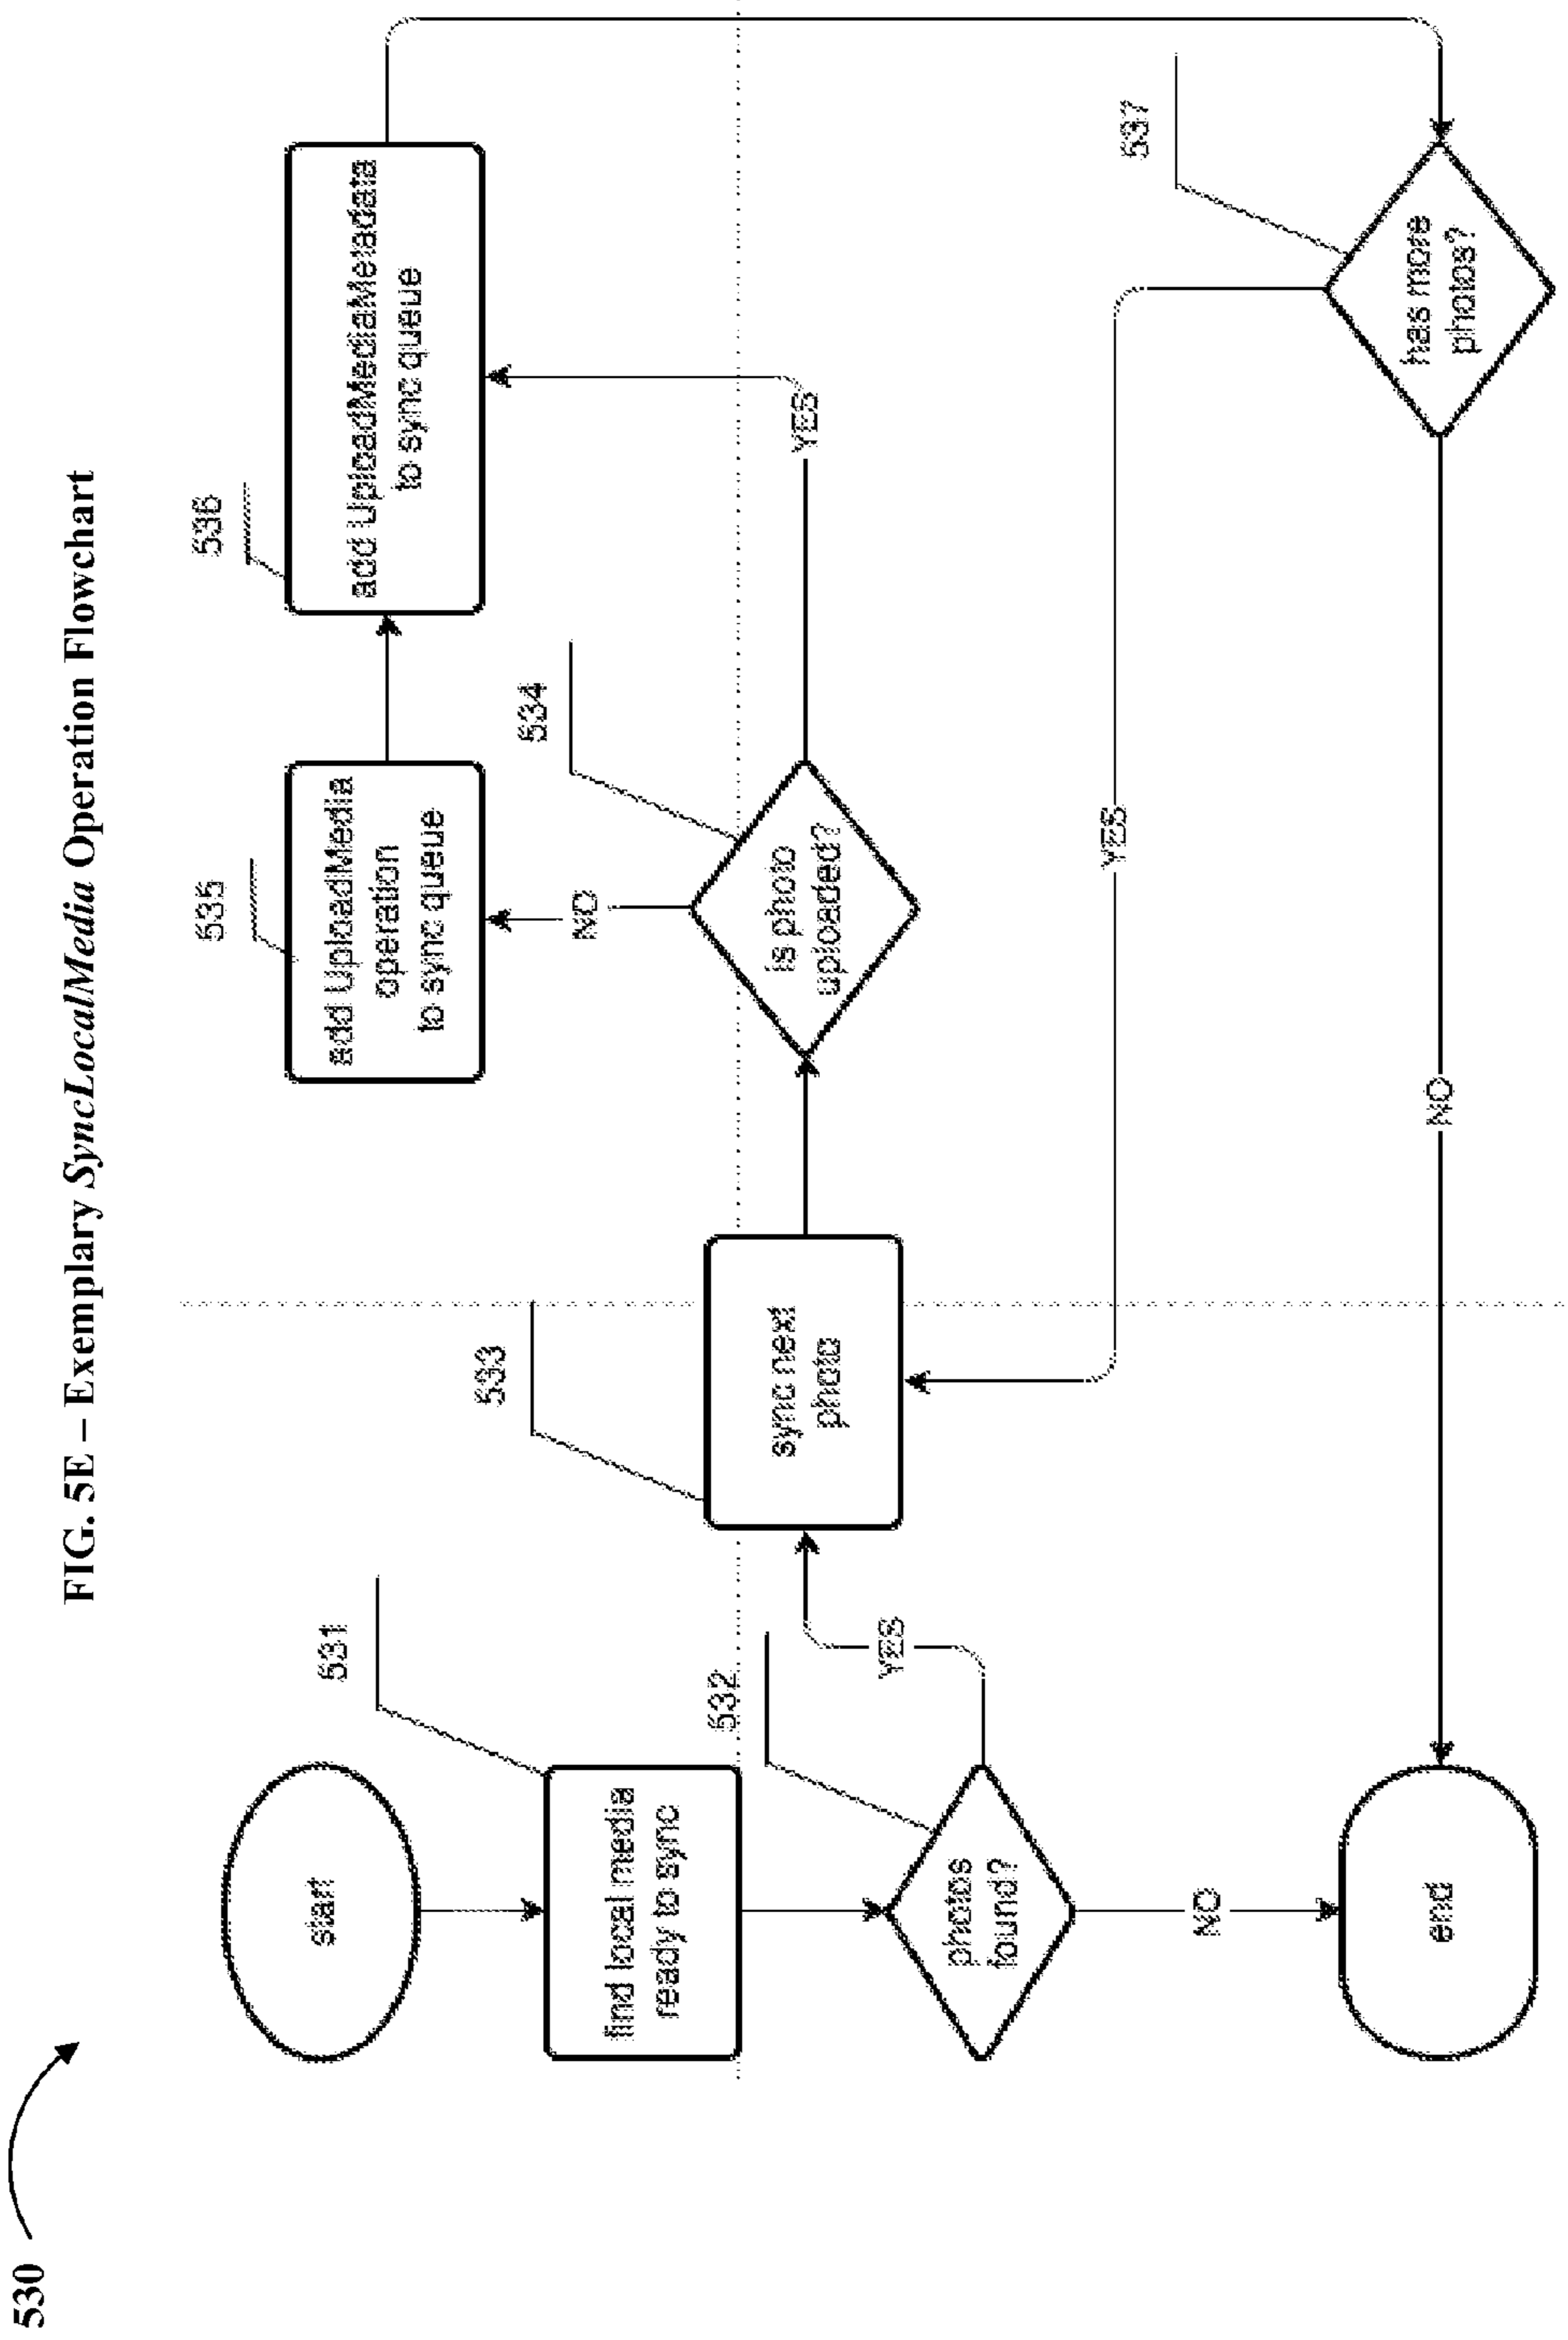 530
FIG. 5E – Exemplary SyncLocalMedia Operation Flowchart
start
531
find local media
ready to sync
532
photos
found?
YES
NO
533
sync next
photo
534
is photo
uploaded?
NO
YES
535
add UploadMedia
operation
to sync queue
536
add UploadMediaMetadata
to sync queue
537
has more
photos?
YES
NO
end